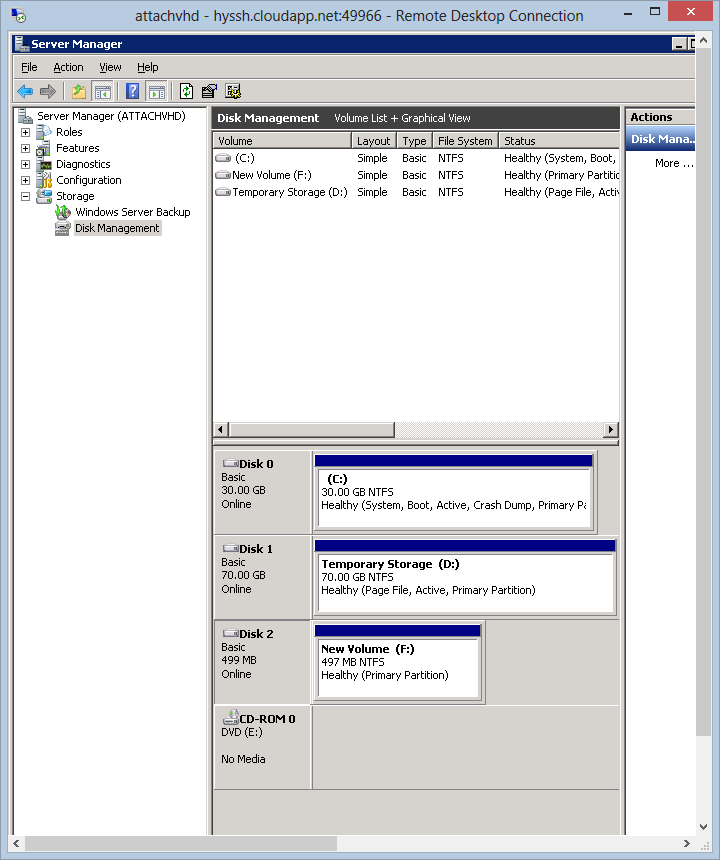 attachvhd - hyssh.cloudapp.net:49966 - Remote Desktop Connection
Server Manager
File Action View Help
Server Manager (ATTACHVHD)
Roles
Features
Diagnostics
Configuration
Storage
Windows Server Backup
Disk Management
Disk Management Volume List + Graphical View
Volume Layout Type File System Status
(C:) Simple Basic NTFS Healthy (System, Boot,
New Volume (F:) Simple Basic NTFS Healthy (Primary Partitic
Temporary Storage (D:) Simple Basic NTFS Healthy (Page File, Activ
Disk 0
Basic
30.00 GB
Online
(C:)
30.00 GB NTFS
Healthy (System, Boot, Active, Crash Dump, Primary Pa
Disk 1
Basic
70.00 GB
Online
Temporary Storage (D:)
70.00 GB NTFS
Healthy (Page File, Active, Primary Partition)
Disk 2
Basic
499 MB
Online
New Volume (F:)
497 MB NTFS
Healthy (Primary Partition)
CD-ROM 0
DVD (E:)
No Media
Actions
Disk Mana...
More ...